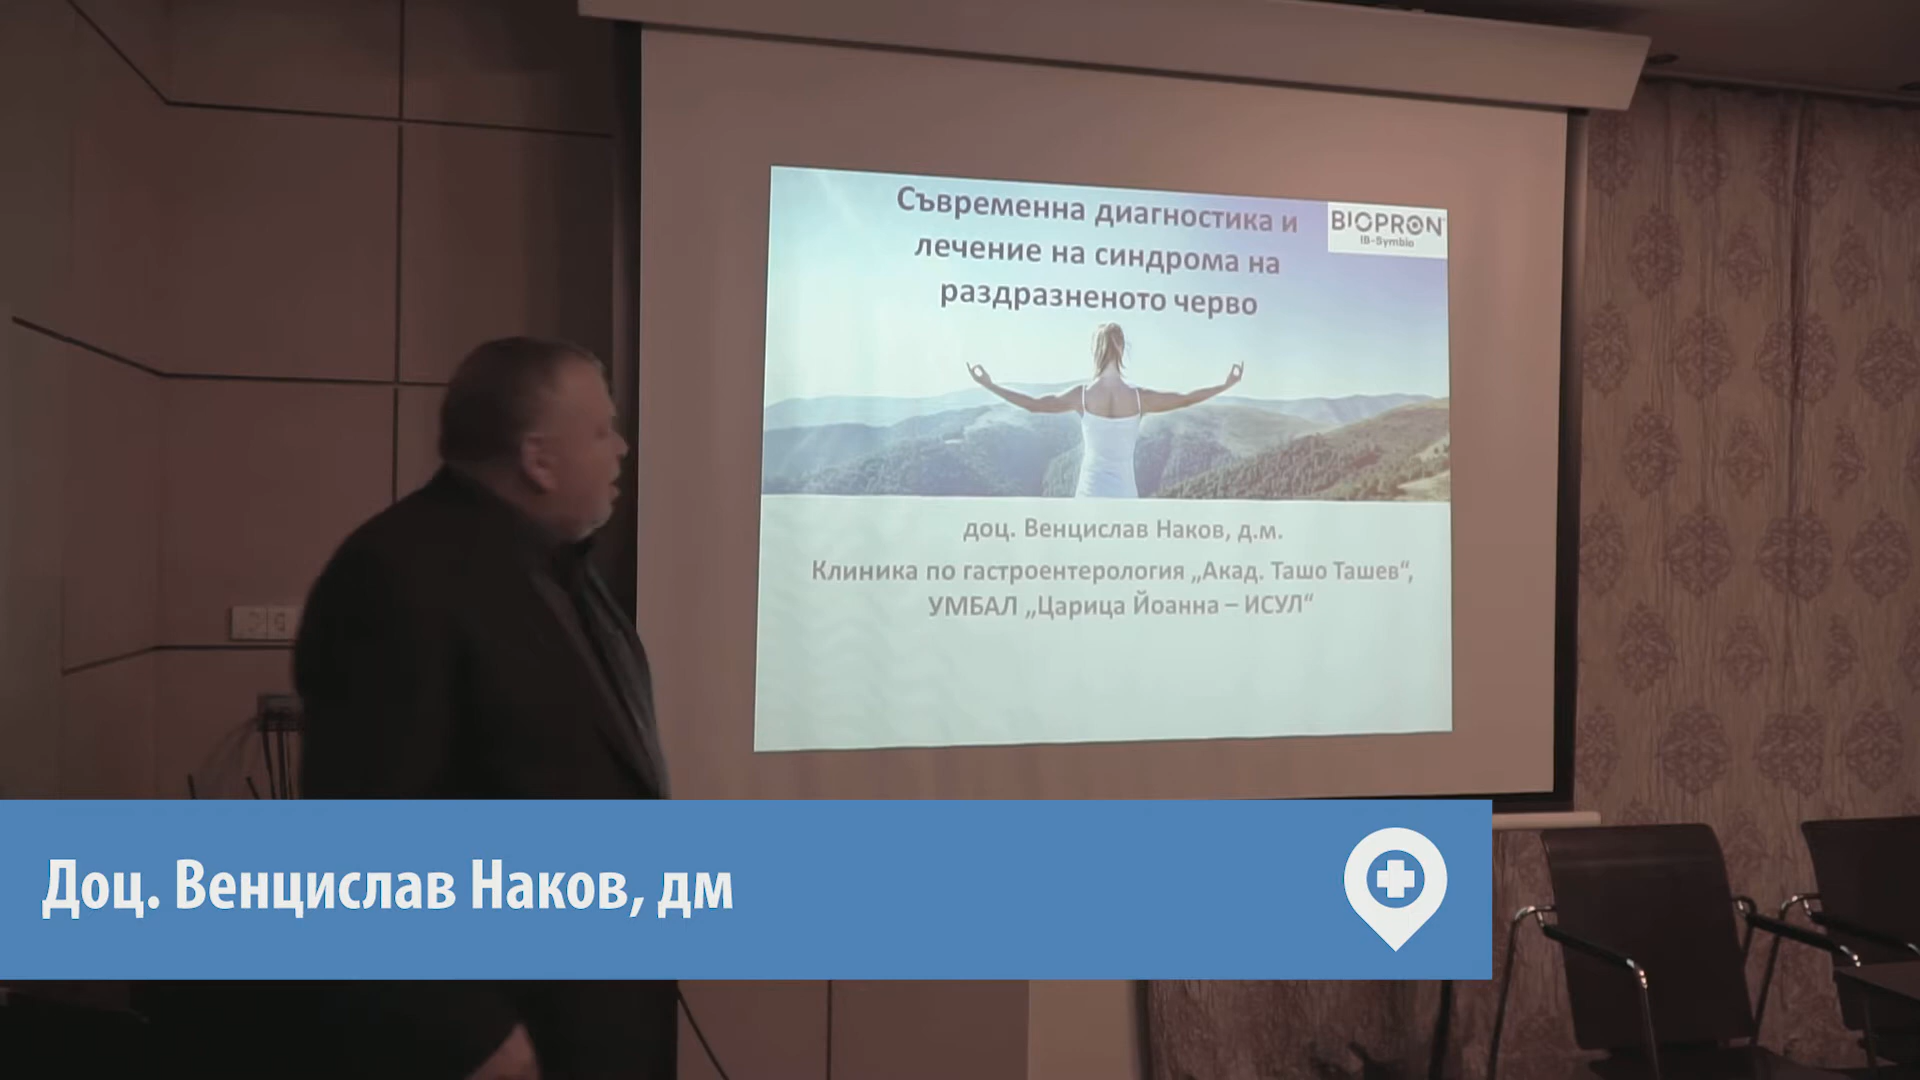 Съвременна диагностика и
лечение на синдрома на
раздразненото черво
BIOPRON
IB-Symbio
доц. Венцислав Наков, д.м.
Клиника по гастроентерология „Акад. Ташо Ташев“,
УМБАЛ „Царица Йоанна – ИСУЛ“
Доц. Венцислав Наков, дм